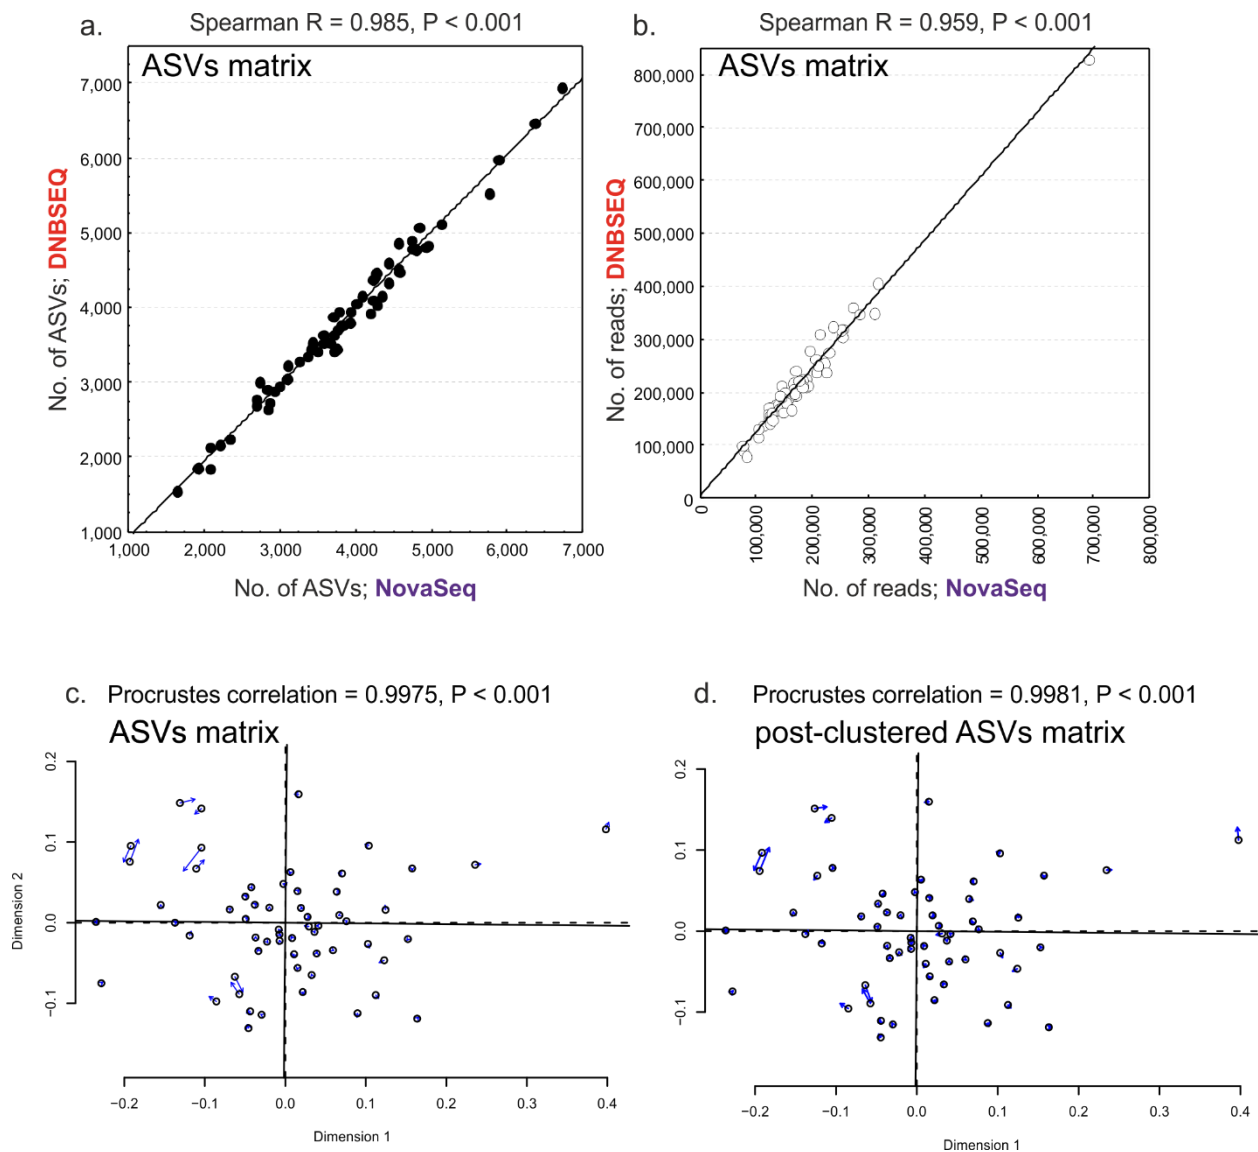 a.
Spearman R = 0.985, P < 0.001
ASVs matrix
No. of ASVs; DNBSEQ
7,000
6,000
5,000
4,000
3,000
2,000
1,000
1,000 2,000 3,000 4,000 5,000 6,000 7,000
No. of ASVs; NovaSeq
b.
Spearman R = 0.959, P < 0.001
ASVs matrix
No. of reads; DNBSEQ
800,000
700,000
600,000
500,000
400,000
300,000
200,000
100,000
0
0 100,000 200,000 300,000 400,000 500,000 600,000 700,000 800,000
No. of reads; NovaSeq
c. Procrustes correlation = 0.9975, P < 0.001
ASVs matrix
Dimension 2
0.2
0.1
0.0
−0.1
−0.2 −0.1 0.0 0.1 0.2 0.3 0.4
Dimension 1
d. Procrustes correlation = 0.9981, P < 0.001
post-clustered ASVs matrix
0.2
0.1
0.0
−0.1
−0.2 −0.1 0.0 0.1 0.2 0.3 0.4
Dimension 1